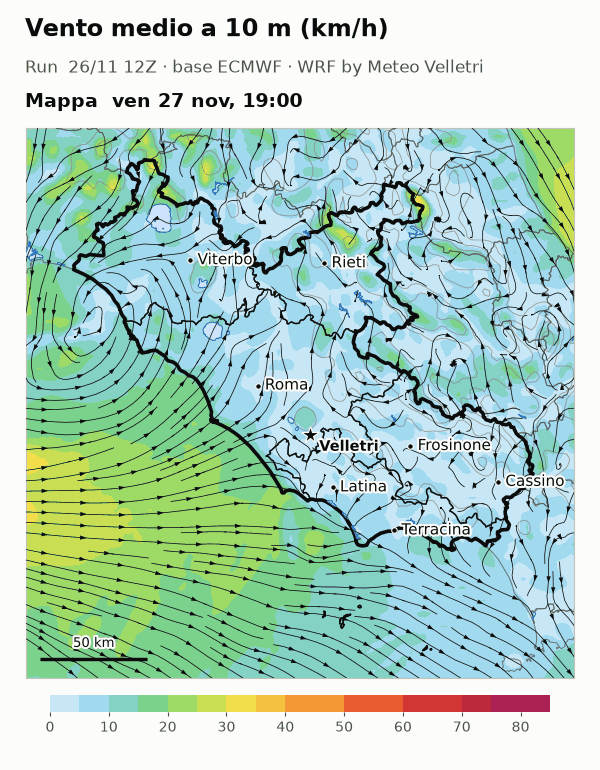 Vento medio a 10 m (km/h)
Run 26/11 12Z · base ECMWF · WRF by Meteo Velletri
Mappa ven 27 nov, 19:00
Viterbo
Rieti
Roma
Velletri
Frosinone
Cassino
Latina
Terracina
50 km
0 10 20 30 40 50 60 70 80